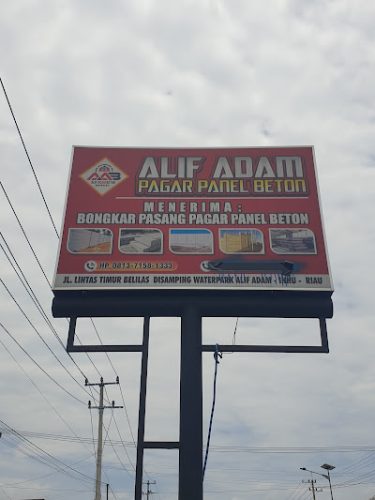 AAB
ALIF ADAM
PAGAR PANEL BETON
MENERIMA :
BONGKAR PASANG PAGAR PANEL BETON
HP 0813-7158-1333
JL. LINTAS TIMUR BELILAS DISAMPING WATERPARK ALIF ADAM - INHU - RIAU